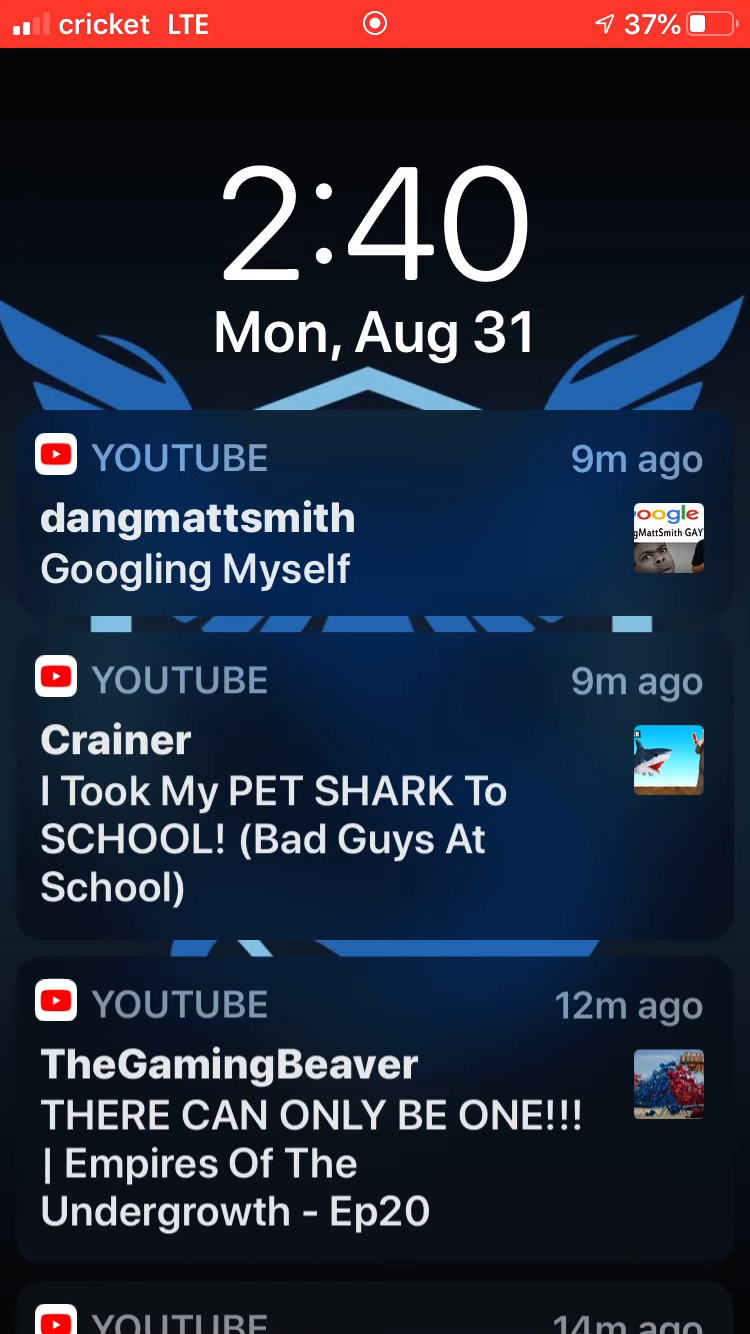 cricket LTE 37%
2:40
Mon, Aug 31
YOUTUBE 9m ago
dangmattsmith
Googling Myself
oogle
gMattSmith GAY
YOUTUBE 9m ago
Crainer
I Took My PET SHARK To
SCHOOL! (Bad Guys At
School)
YOUTUBE 12m ago
TheGamingBeaver
THERE CAN ONLY BE ONE!!!
| Empires Of The
Undergrowth - Ep20
YOUTUBE 14m ago